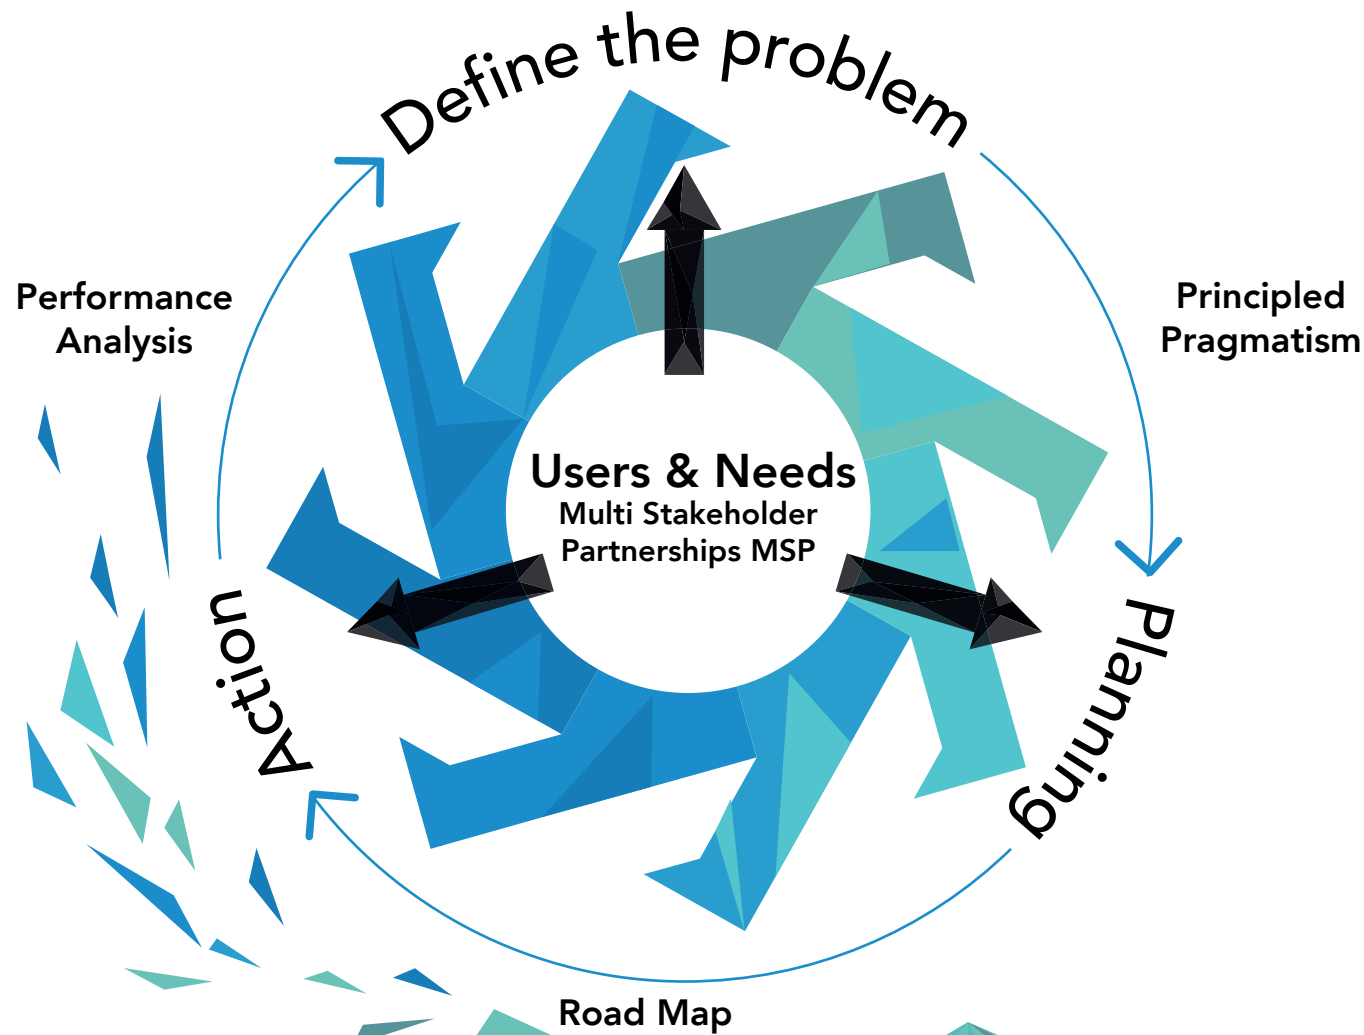 Define the problem
Performance
Analysis
Principled
Pragmatism
Users & Needs
Multi Stakeholder
Partnerships MSP
Action
Planning
Road Map